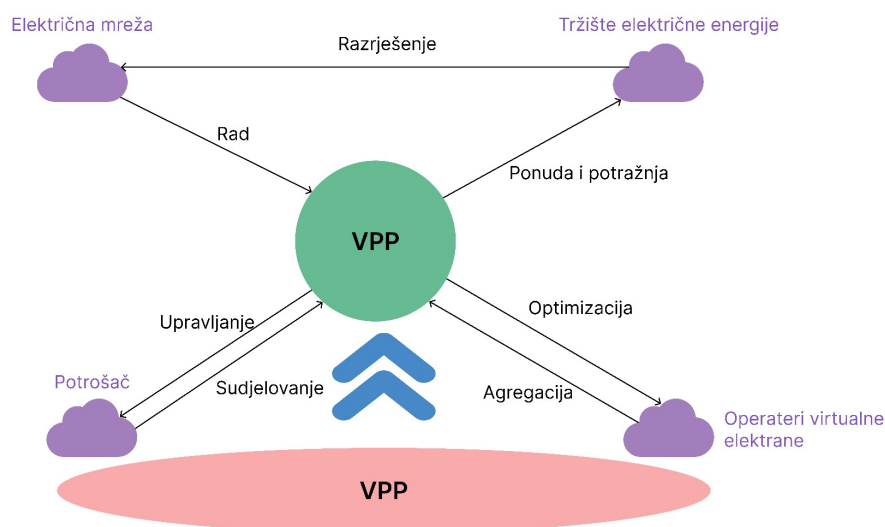 Električna mreža
Tržište električne energije
Razrješenje
Rad
Ponuda i potražnja
VPP
Upravljanje
Optimizacija
Potrošač
Sudjelovanje
Agregacija
Operateri virtualne
elektrane
VPP